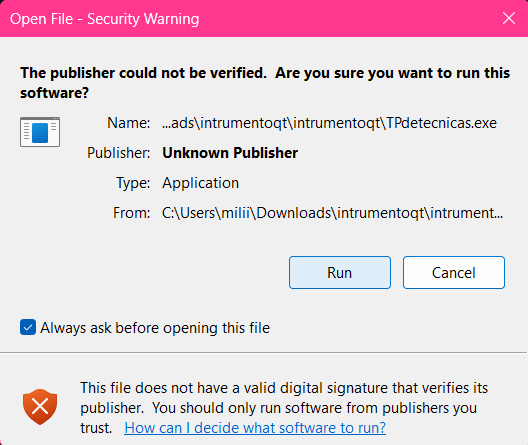 Open File - Security Warning
The publisher could not be verified.  Are you sure you want to run this
software?
Name: ...ads\intrumentoqt\intrumentoqt\TPdetecnicas.exe
Publisher: Unknown Publisher
Type: Application
From: C:\Users\milii\Downloads\intrumentoqt\intrument...
Run
Cancel
Always ask before opening this file
This file does not have a valid digital signature that verifies its
publisher.  You should only run software from publishers you
trust.  How can I decide what software to run?